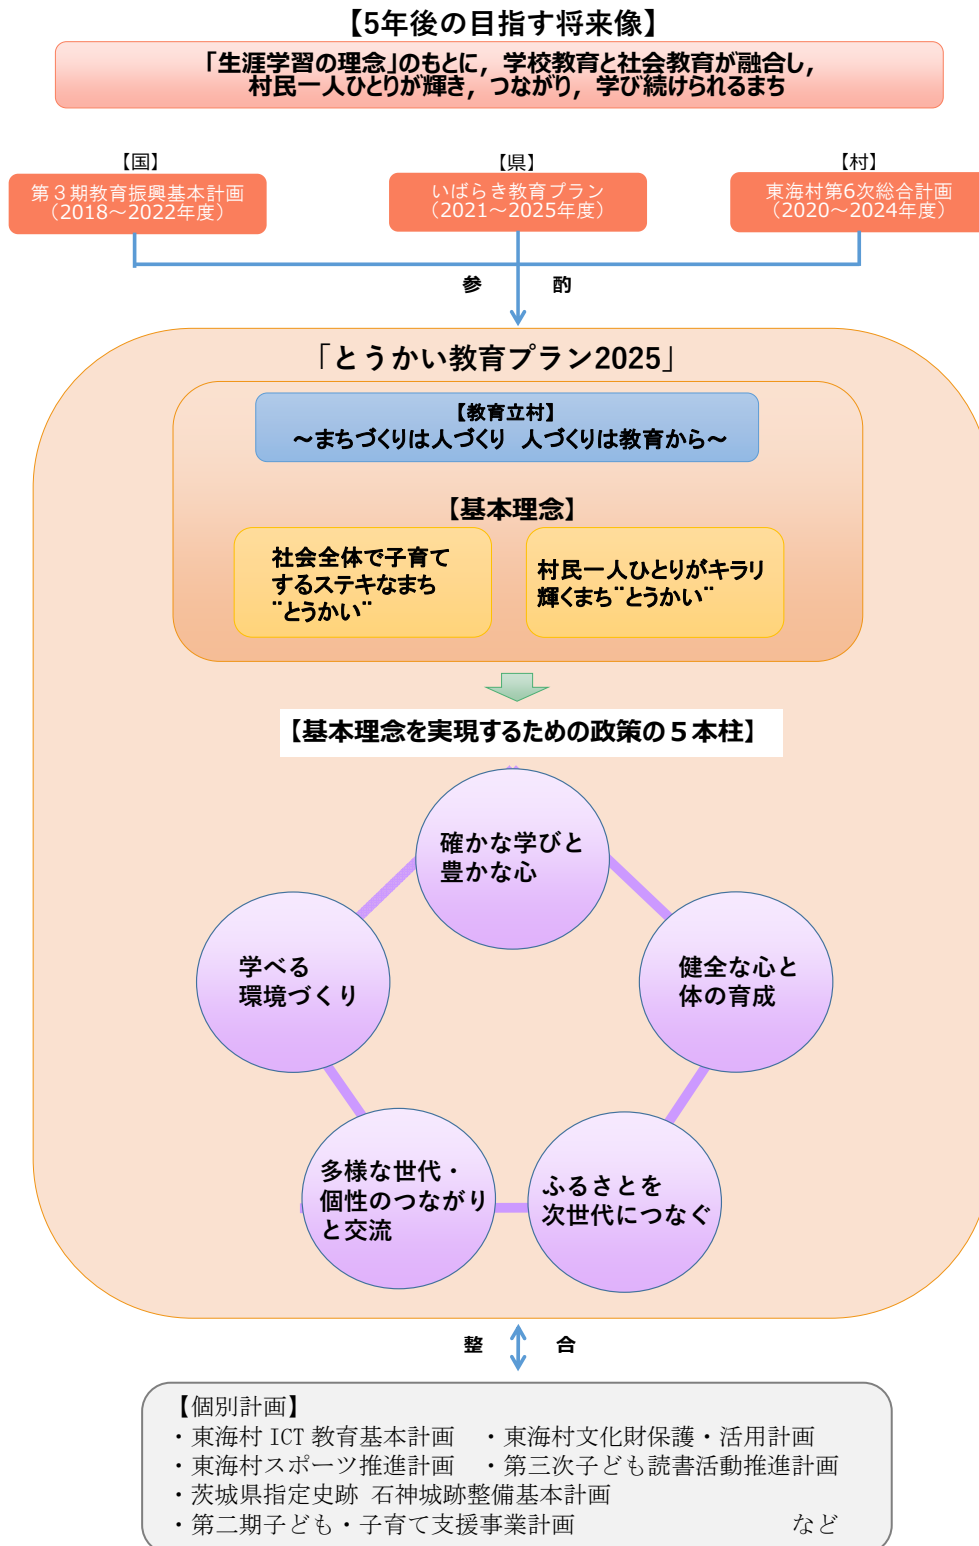 【5年後の目指す将来像】
「生涯学習の理念」のもとに，学校教育と社会教育が融合し，
村民一人ひとりが輝き，つながり，学び続けられるまち
【国】
第３期教育振興基本計画
（2018～2022年度）
【県】
いばらき教育プラン
（2021～2025年度）
【村】
東海村第6次総合計画
（2020～2024年度）
参　酌
「とうかい教育プラン2025」
【教育立村】
～まちづくりは人づくり　人づくりは教育から～
【基本理念】
社会全体で子育て
するステキなまち
¨とうかい¨
村民一人ひとりがキラリ
輝くまち¨とうかい¨
【基本理念を実現するための政策の５本柱】
確かな学びと
豊かな心
学べる
環境づくり
健全な心と
体の育成
多様な世代・
個性のつながり
と交流
ふるさとを
次世代につなぐ
整　合
【個別計画】
・東海村 ICT 教育基本計画　・東海村文化財保護・活用計画
・東海村スポーツ推進計画　・第三次子ども読書活動推進計画
・茨城県指定史跡 石神城跡整備基本計画
・第二期子ども・子育て支援事業計画　など